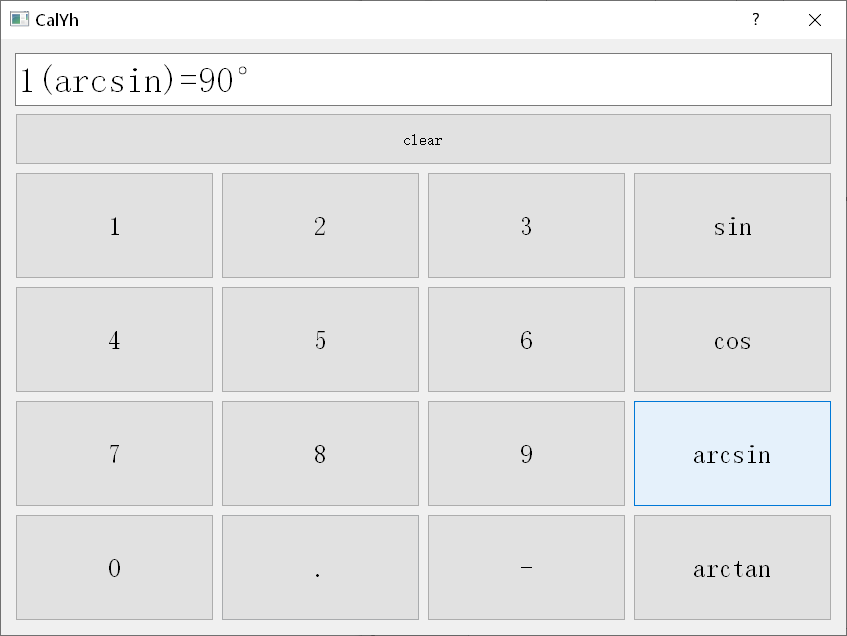 CalYh ?
1(arcsin)=90°
clear
1 2 3 sin
4 5 6 cos
7 8 9 arcsin
0 . - arctan